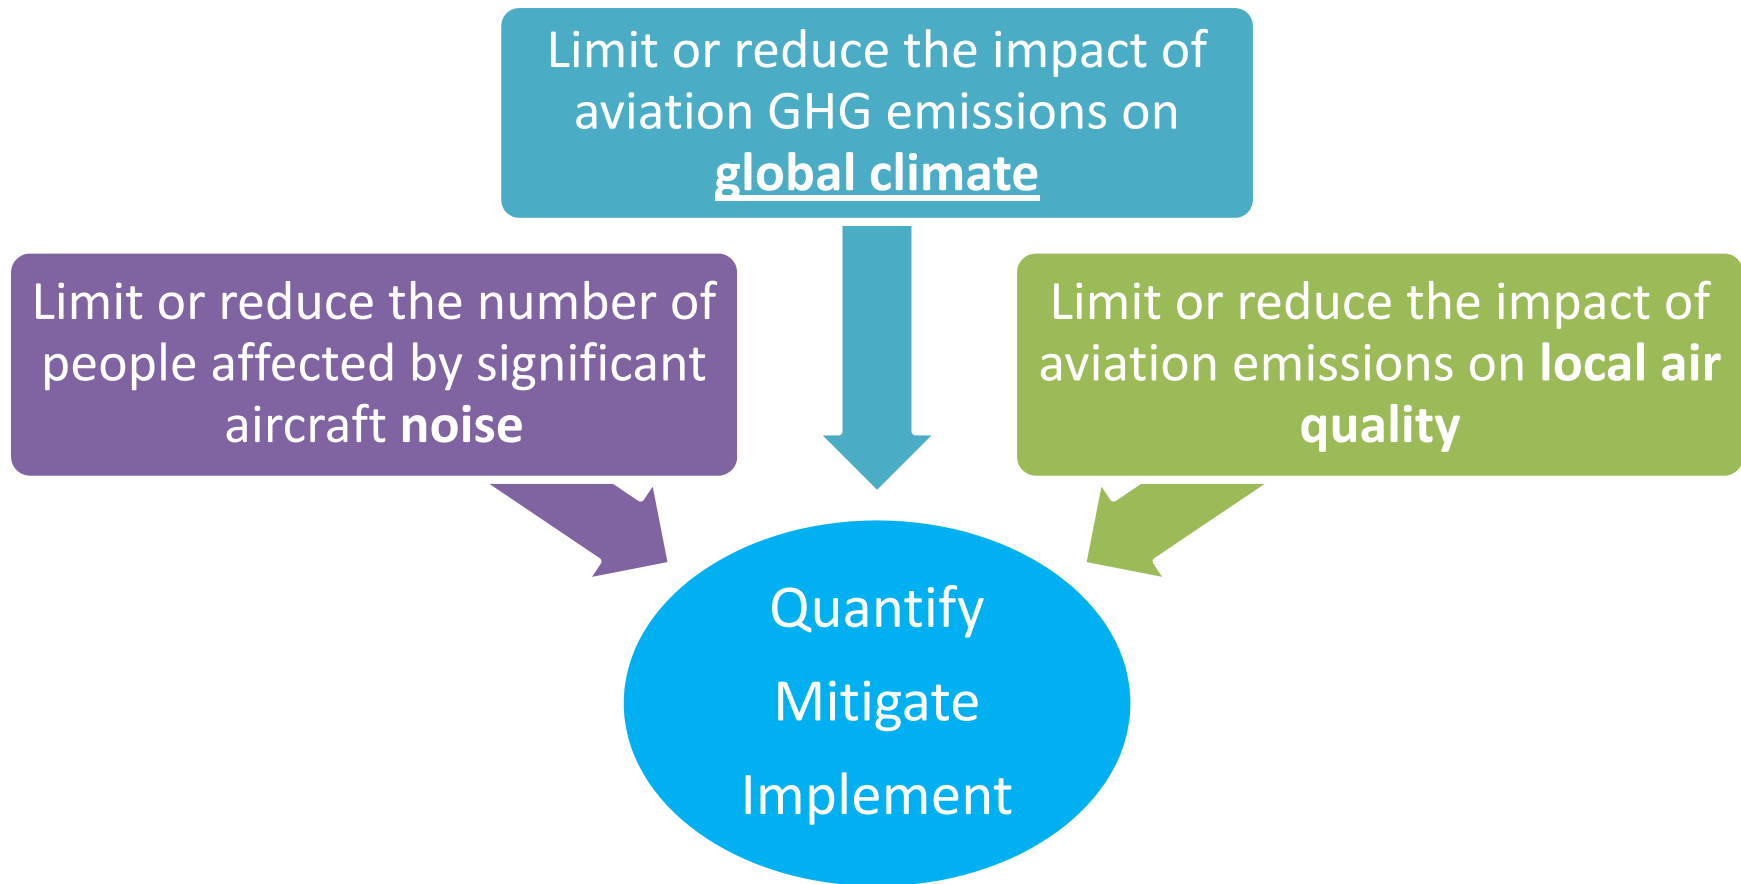 Limit or reduce the impact of
aviation GHG emissions on
global climate
Limit or reduce the number of
people affected by significant
aircraft noise
Limit or reduce the impact of
aviation emissions on local air
quality
Quantify
Mitigate
Implement